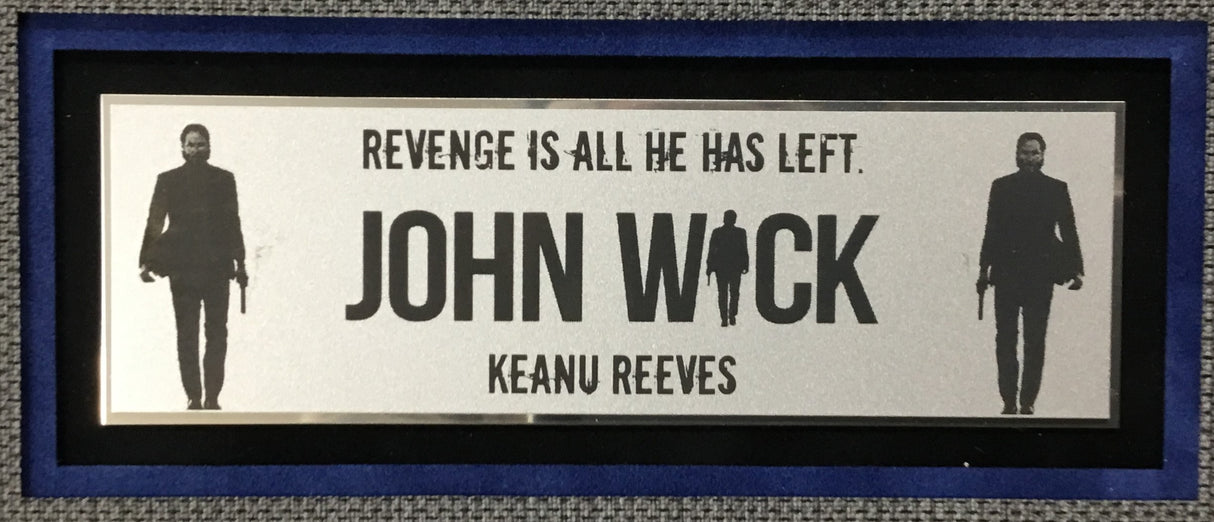 REVENGE IS ALL HE HAS LEFT.
JOHN WICK
KEANU REEVES